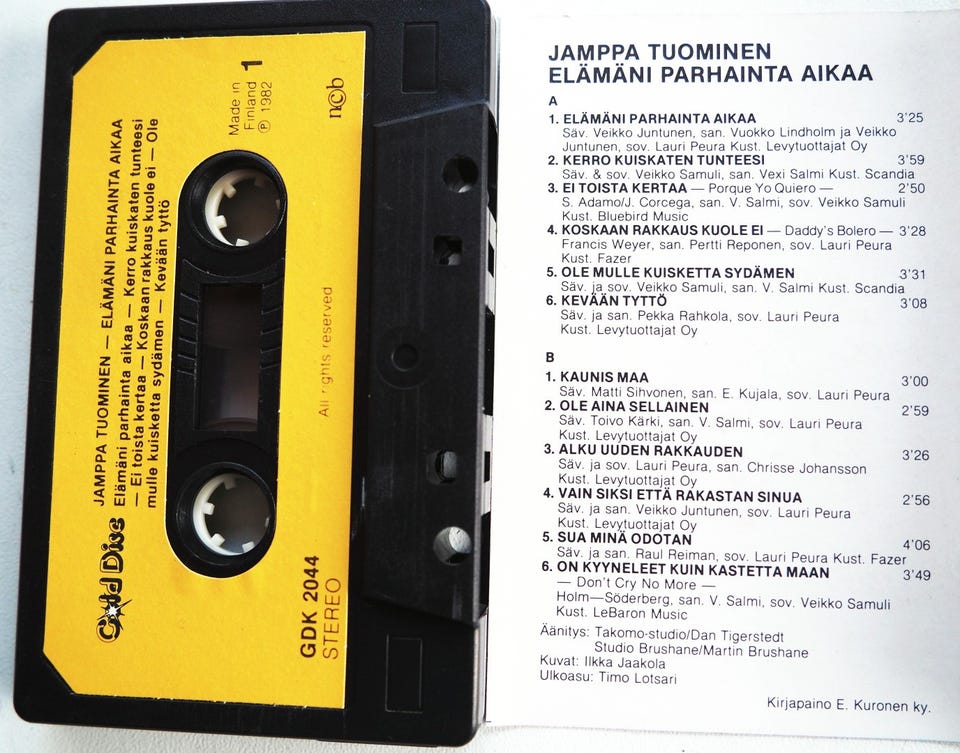 Gold Disc
JAMPPA TUOMINEN — ELÄMÄNI PARHAINTA AIKAA
Elämäni parhainta aikaa — Kerro kuiskaten tunteesi
— Ei toista kertaa — Koskaan rakkaus kuole ei — Ole
mulle kuisketta sydämen — Kevään tyttö
Made in
Finland
℗ 1982
1
ncb
All rights reserved
GDK 2044
STEREO
JAMPPA TUOMINEN
ELÄMÄNI PARHAINTA AIKAA
A
1. ELÄMÄNI PARHAINTA AIKAA 3'25
Säv. Veikko Juntunen, san. Vuokko Lindholm ja Veikko
Juntunen, sov. Lauri Peura Kust. Levytuottajat Oy
2. KERRO KUISKATEN TUNTEESI 3'59
Säv. & sov. Veikko Samuli, san. Vexi Salmi Kust. Scandia
3. EI TOISTA KERTAA — Porque Yo Quiero — 2'50
S. Adamo/J. Corcega, san. V. Salmi, sov. Veikko Samuli
Kust. Bluebird Music
4. KOSKAAN RAKKAUS KUOLE EI — Daddy's Bolero — 3'28
Francis Weyer, san. Pertti Reponen, sov. Lauri Peura
Kust. Fazer
5. OLE MULLE KUISKETTA SYDÄMEN 3'31
Säv. ja sov. Veikko Samuli, san. V. Salmi Kust. Scandia
6. KEVÄÄN TYTTÖ 3'08
Säv. ja san. Pekka Rahkola, sov. Lauri Peura
Kust. Levytuottajat Oy
B
1. KAUNIS MAA 3'00
Säv. Matti Sihvonen, san. E. Kujala, sov. Lauri Peura
2. OLE AINA SELLAINEN 2'59
Säv. Toivo Kärki, san. V. Salmi, sov. Lauri Peura
Kust. Levytuottajat Oy
3. ALKU UUDEN RAKKAUDEN 3'26
Säv. ja sov. Lauri Peura, san. Chrisse Johansson
Kust. Levytuottajat Oy
4. VAIN SIKSI ETTÄ RAKASTAN SINUA 2'56
Säv. ja san. Veikko Juntunen, sov. Lauri Peura
Kust. Levytuottajat Oy
5. SUA MINÄ ODOTAN 4'06
Säv. ja san. Raul Reiman, sov. Lauri Peura Kust. Fazer
6. ON KYYNELEET KUIN KASTETTA MAAN 3'49
— Don't Cry No More —
Holm—Söderberg, san. V. Salmi, sov. Veikko Samuli
Kust. LeBaron Music
Äänitys: Takomo-studio/Dan Tigerstedt
Studio Brushane/Martin Brushane
Kuvat: Ilkka Jaakola
Ulkoasu: Timo Lotsari
Kirjapaino E. Kuronen ky.